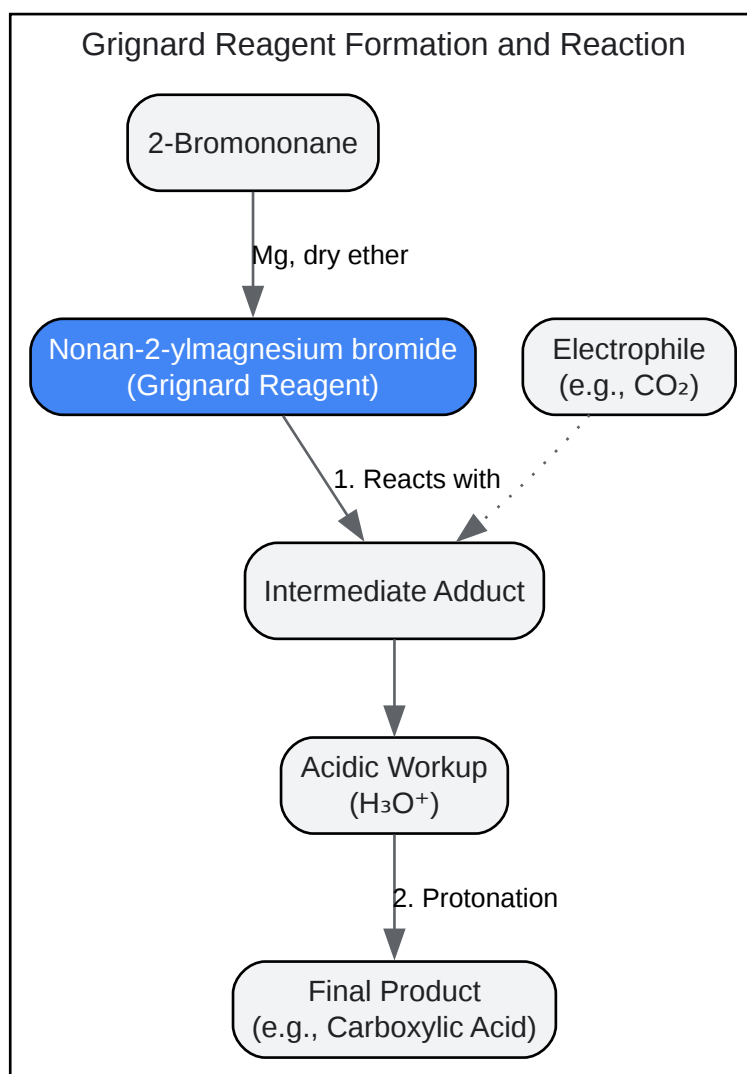 Grignard Reagent Formation and Reaction
2-Bromononane
Mg, dry ether
Nonan-2-ylmagnesium bromide
(Grignard Reagent)
Electrophile
(e.g., CO₂)
1. Reacts with
Intermediate Adduct
Acidic Workup
(H₃O⁺)
2. Protonation
Final Product
(e.g., Carboxylic Acid)